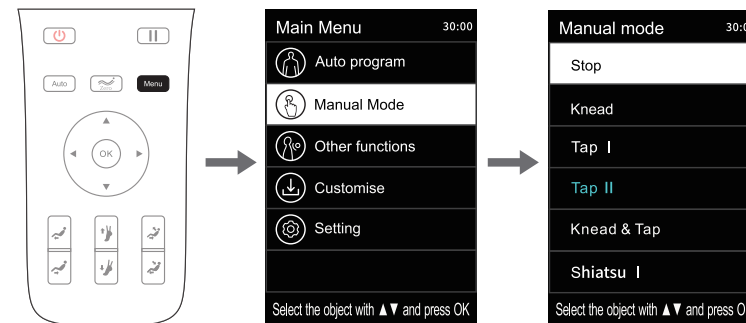 Auto
Zero
Menu
OK
Main Menu 30:00
Auto program
Manual Mode
Other functions
Customise
Setting
Select the object with ▲▼ and press OK
Manual mode 30:0
Stop
Knead
Tap I
Tap II
Knead & Tap
Shiatsu I
Select the object with ▲▼ and press O